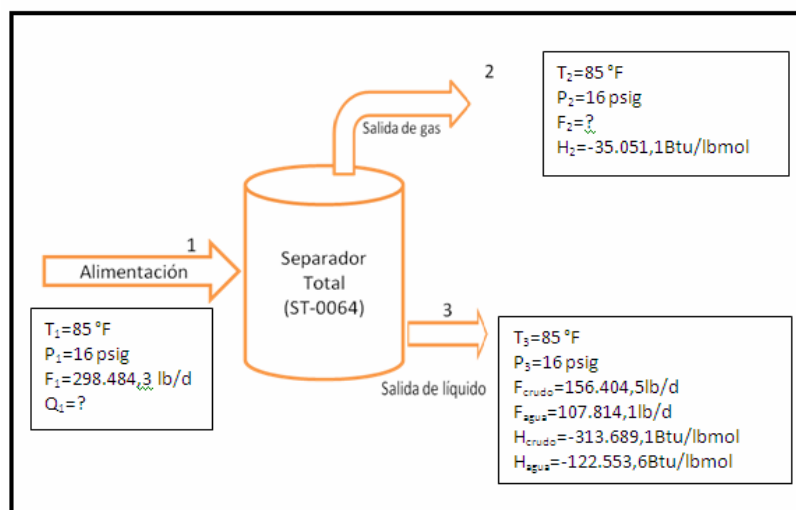 2
T₂=85 °F
P₂=16 psig
F₂=?
H₂=-35.051,1Btu/lbmol
Salida de gas
1
Alimentación
Separador
Total
(ST-0064)
T₁=85 °F
P₁=16 psig
F₁=298.484,3 lb/d
Q₁=?
3
Salida de líquido
T₃=85 °F
P₃=16 psig
F꜀ᵣᵤdₒ=156.404,5lb/d
Fₐgᵤₐ=107.814,1lb/d
H꜀ᵣᵤdₒ=-313.689,1Btu/lbmol
Hₐgᵤₐ=-122.553,6Btu/lbmol